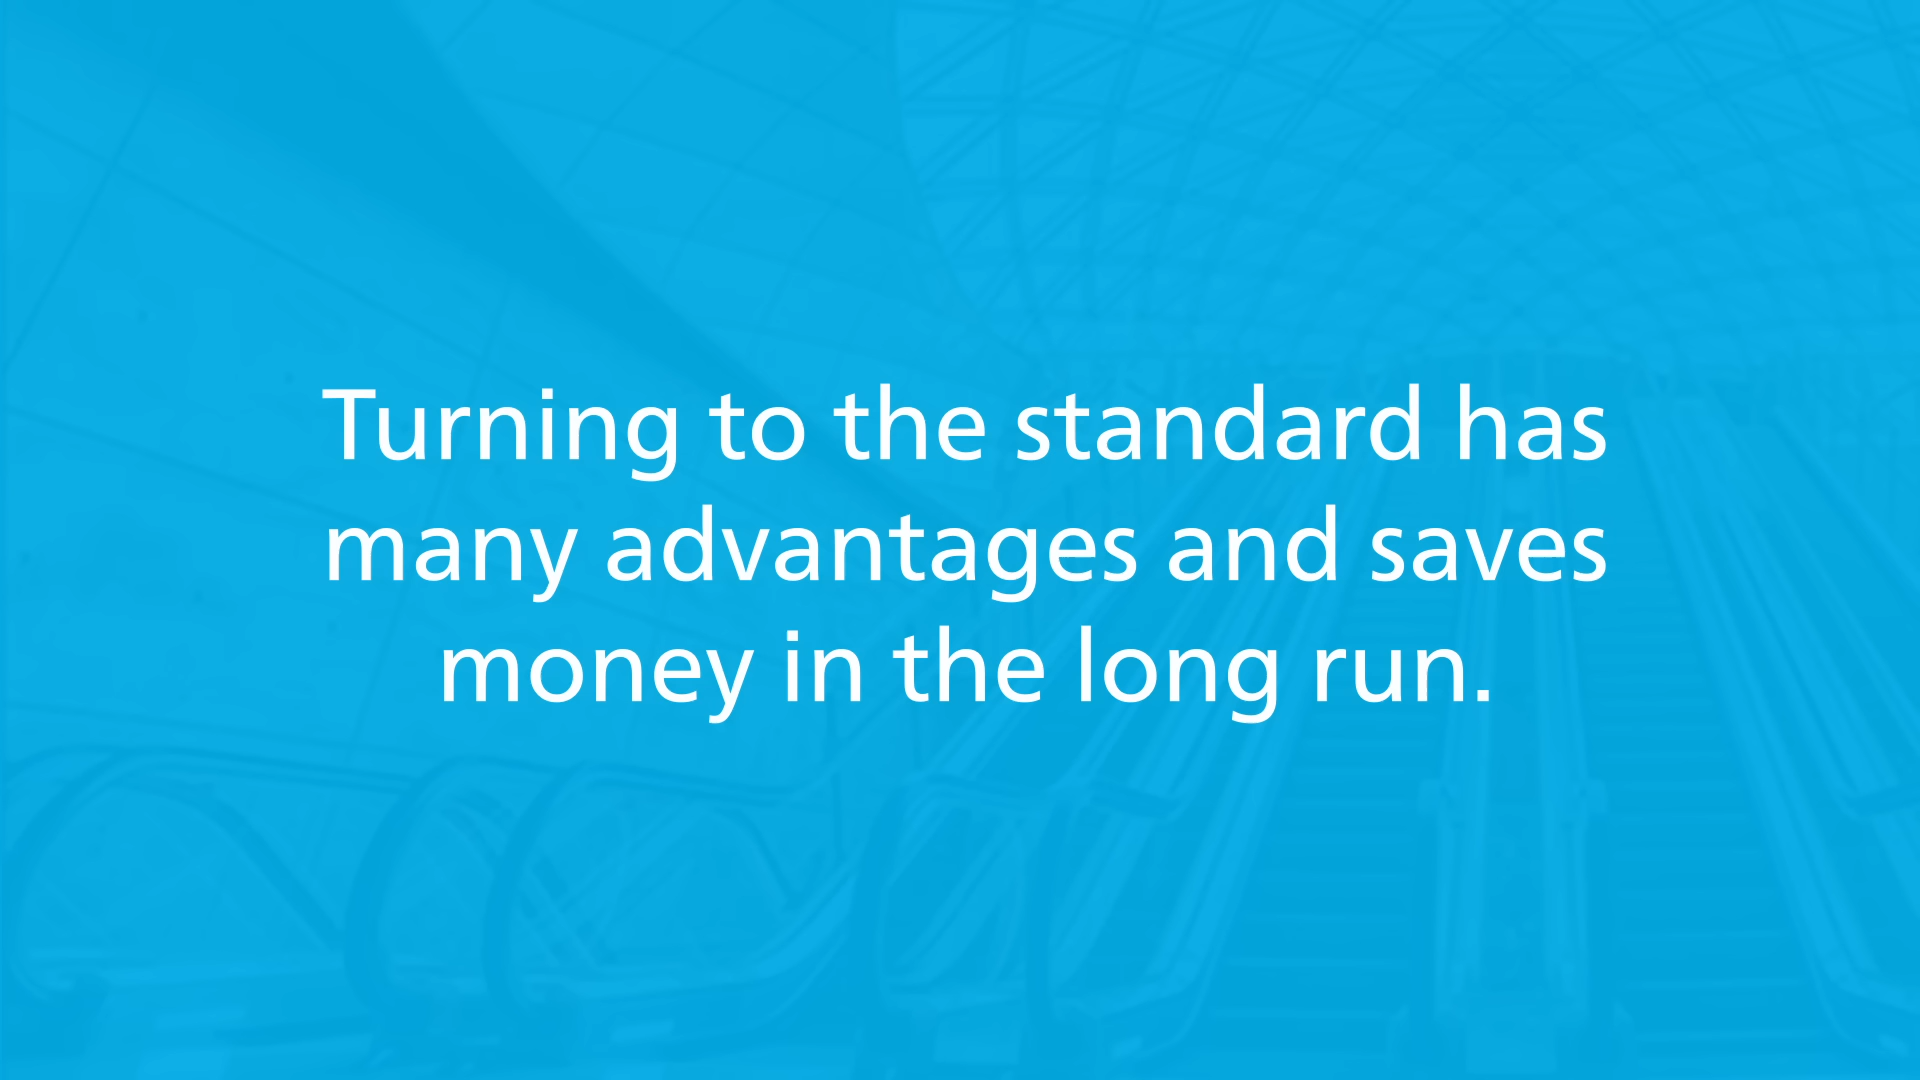 Turning to the standard has
many advantages and saves
money in the long run.